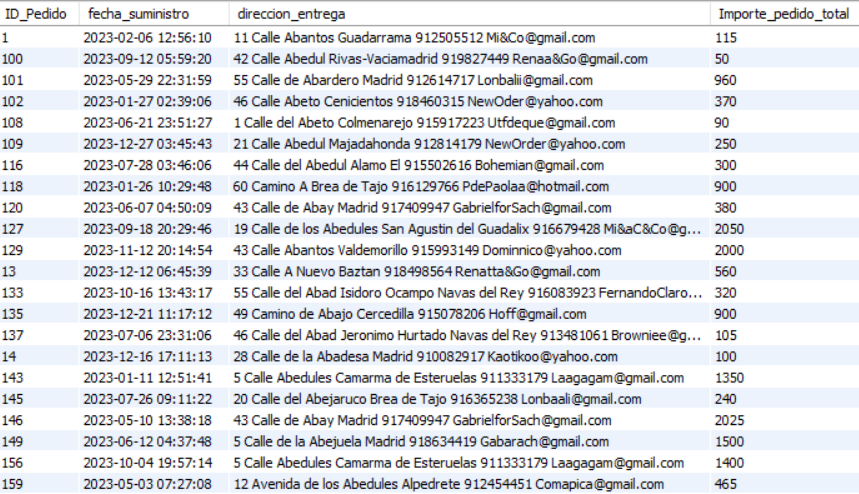 ID_Pedido fecha_suministro direccion_entrega Importe_pedido_total
1 2023-02-06 12:56:10 11 Calle Abantos Guadarrama 912505512 Mi&Co@gmail.com 115
100 2023-09-12 05:59:20 42 Calle Abedul Rivas-Vaciamadrid 919827449 Renaa&Go@gmail.com 50
101 2023-05-29 22:31:59 55 Calle de Abardero Madrid 912614717 Lonbalii@gmail.com 960
102 2023-01-27 02:39:06 46 Calle Abeto Cenicientos 918460315 NewOder@yahoo.com 370
108 2023-06-21 23:51:27 1 Calle del Abeto Colmenarejo 915917223 Utfdeque@gmail.com 90
109 2023-12-27 03:45:43 21 Calle Abedul Majadahonda 912814179 NewOrder@yahoo.com 250
116 2023-07-28 03:46:06 44 Calle del Abedul Alamo El 915502616 Bohemian@gmail.com 300
118 2023-01-26 10:29:48 60 Camino A Brea de Tajo 916129766 PdePaolaa@hotmail.com 900
120 2023-06-07 04:50:09 43 Calle de Abay Madrid 917409947 GabrielforSach@gmail.com 380
127 2023-09-18 20:29:46 19 Calle de los Abedules San Agustin del Guadalix 916679428 Mi&aC&Co@g... 2050
129 2023-11-12 20:14:54 43 Calle Abantos Valdemorillo 915993149 Dominnico@yahoo.com 2000
13 2023-12-12 06:45:39 33 Calle A Nuevo Baztan 918498564 Renatta&Go@gmail.com 560
133 2023-10-16 13:43:17 55 Calle del Abad Isidoro Ocampo Navas del Rey 916083923 FernandoClaro... 320
135 2023-12-21 11:17:12 49 Camino de Abajo Cercedilla 915078206 Hoff@gmail.com 900
137 2023-07-06 23:31:06 46 Calle del Abad Jeronimo Hurtado Navas del Rey 913481061 Browniee@g... 105
14 2023-12-16 17:11:13 28 Calle de la Abadesa Madrid 910082917 Kaotikoo@yahoo.com 100
143 2023-01-11 12:51:41 5 Calle Abedules Camarma de Esteruelas 911333179 Laagagam@gmail.com 1350
145 2023-07-26 09:11:22 20 Calle del Abejaruco Brea de Tajo 916365238 Lonbaali@gmail.com 240
146 2023-05-10 13:38:18 43 Calle de Abay Madrid 917409947 GabrielforSach@gmail.com 2025
149 2023-06-12 04:37:48 5 Calle de la Abejuela Madrid 918634419 Gabarach@gmail.com 1500
156 2023-10-04 19:57:14 5 Calle Abedules Camarma de Esteruelas 911333179 Laagagam@gmail.com 1400
159 2023-05-03 07:27:08 12 Avenida de los Abedules Alpedrete 912454451 Comapica@gmail.com 465